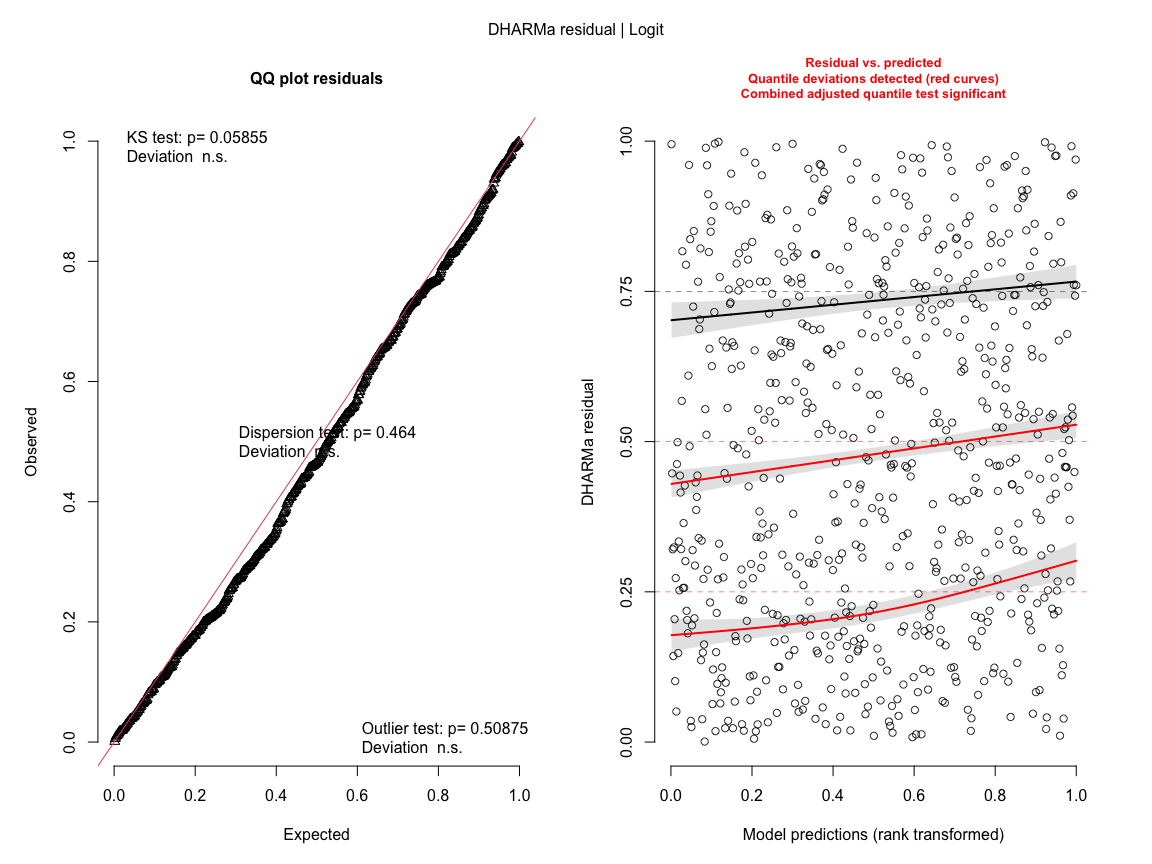 DHARMa residual | Logit
QQ plot residuals
KS test: p= 0.05855
Deviation n.s.
Dispersion test: p= 0.464
Deviation n.s.
Outlier test: p= 0.50875
Deviation n.s.
Observed
0.0
0.2
0.4
0.6
0.8
1.0
0.0 0.2 0.4 0.6 0.8 1.0
Expected
Residual vs. predicted
Quantile deviations detected (red curves)
Combined adjusted quantile test significant
DHARMa residual
0.00
0.25
0.50
0.75
1.00
0.0 0.2 0.4 0.6 0.8 1.0
Model predictions (rank transformed)